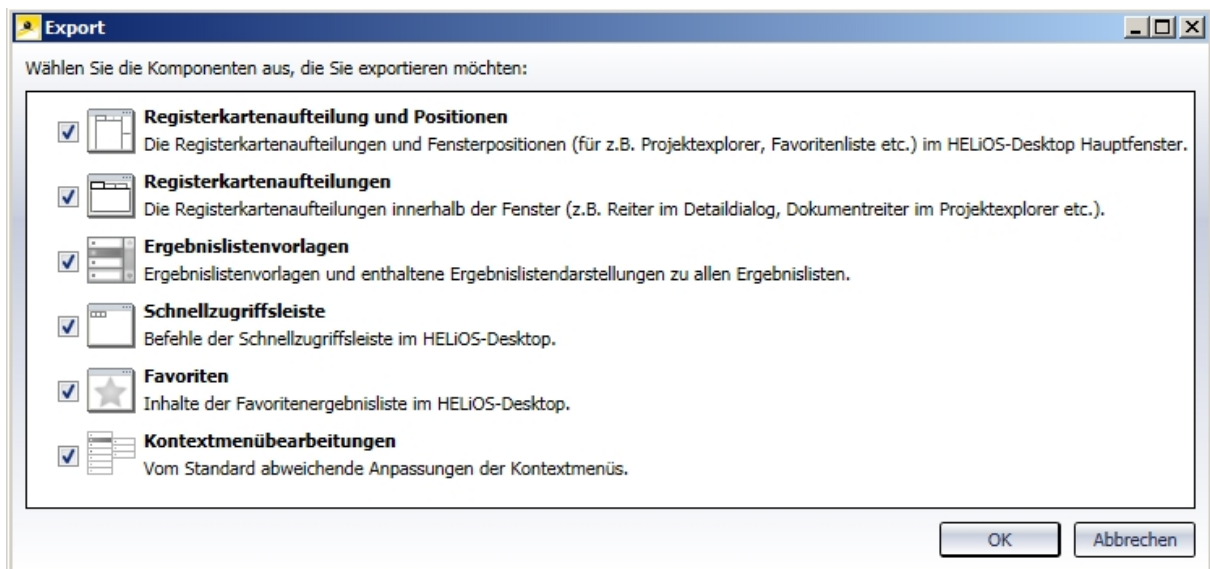 Export
Wählen Sie die Komponenten aus, die Sie exportieren möchten:
Registerkartenaufteilung und Positionen
Die Registerkartenaufteilungen und Fensterpositionen (für z.B. Projektexplorer, Favoritenliste etc.) im HELiOS-Desktop Hauptfenster.
Registerkartenaufteilungen
Die Registerkartenaufteilungen innerhalb der Fenster (z.B. Reiter im Detaildialog, Dokumentreiter im Projektexplorer etc.).
Ergebnislistenvorlagen
Ergebnislistenvorlagen und enthaltene Ergebnislistendarstellungen zu allen Ergebnislisten.
Schnellzugriffsleiste
Befehle der Schnellzugriffsleiste im HELiOS-Desktop.
Favoriten
Inhalte der Favoritenergebnisliste im HELiOS-Desktop.
Kontextmenübearbeitungen
Vom Standard abweichende Anpassungen der Kontextmenüs.
OK
Abbrechen